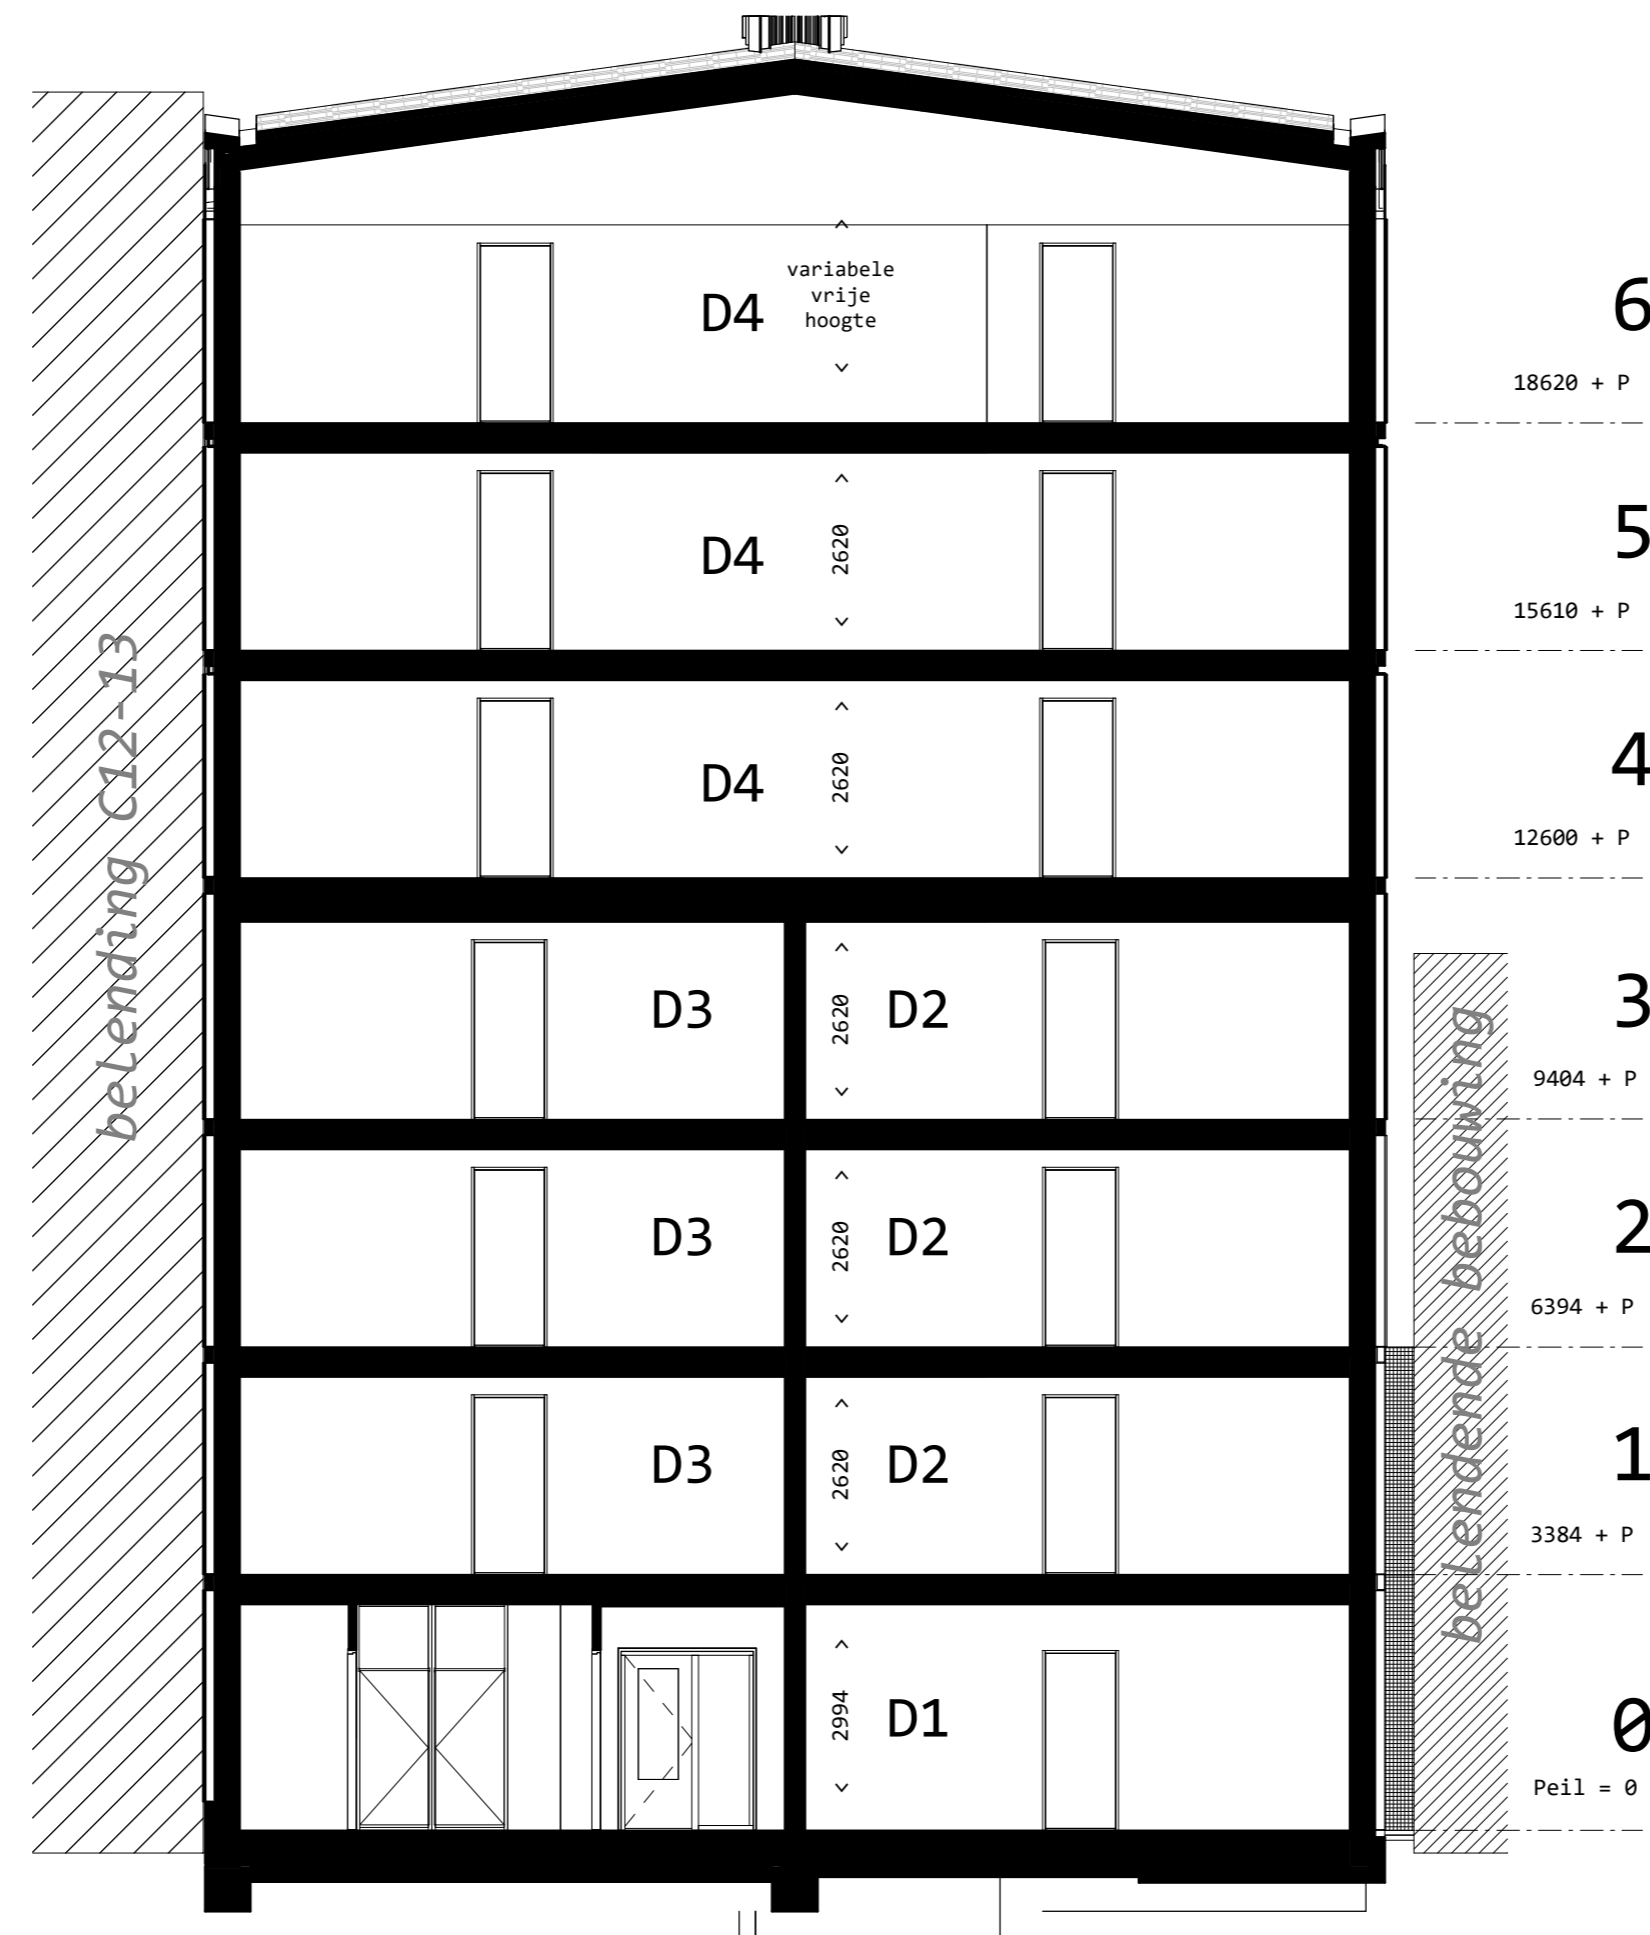 variabele
vrije
hoogte
D4
6
18620 + P
D4
2620
5
15610 + P
D4
2620
4
12600 + P
belending C12-13
D3
2620
D2
3
9404 + P
D3
2620
D2
2
6394 + P
belendende bebouwing
D3
2620
D2
1
3384 + P
2994
D1
0
Peil = 0